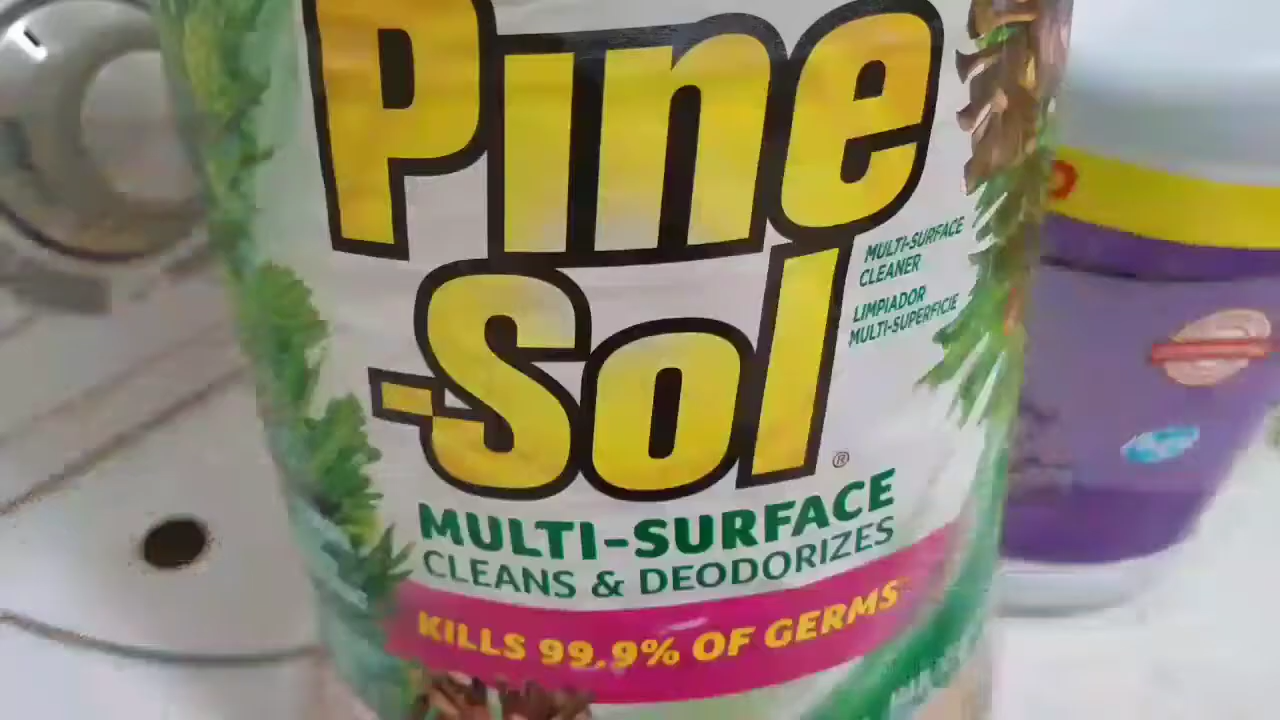 Pine
-Sol®
MULTI-SURFACE
CLEANER
LIMPIADOR
MULTI-SUPERFICIE
MULTI-SURFACE
CLEANS & DEODORIZES
KILLS 99.9% OF GERMS*